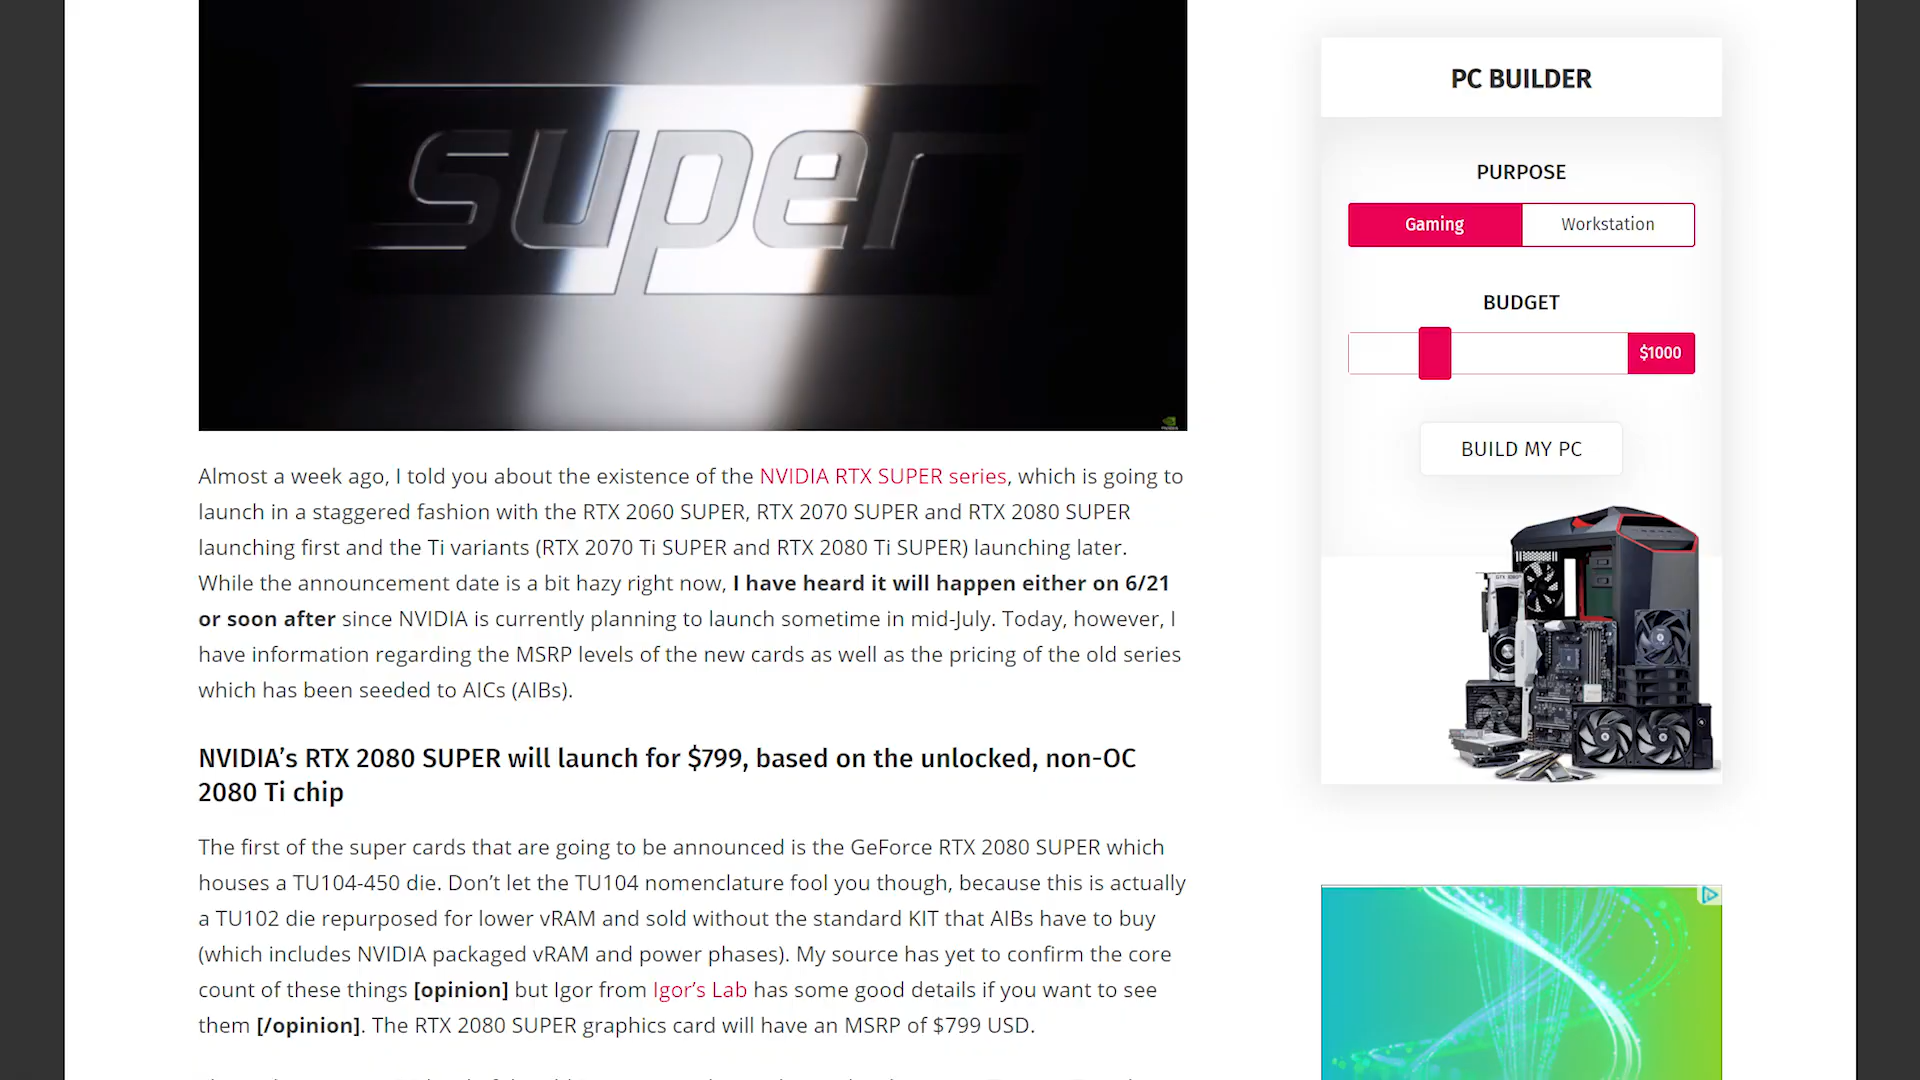 super
Almost a week ago, I told you about the existence of the NVIDIA RTX SUPER series, which is going to
launch in a staggered fashion with the RTX 2060 SUPER, RTX 2070 SUPER and RTX 2080 SUPER
launching first and the Ti variants (RTX 2070 Ti SUPER and RTX 2080 Ti SUPER) launching later.
While the announcement date is a bit hazy right now, I have heard it will happen either on 6/21
or soon after since NVIDIA is currently planning to launch sometime in mid-July. Today, however, I
have information regarding the MSRP levels of the new cards as well as the pricing of the old series
which has been seeded to AICs (AIBs).
NVIDIA’s RTX 2080 SUPER will launch for $799, based on the unlocked, non-OC
2080 Ti chip
The first of the super cards that are going to be announced is the GeForce RTX 2080 SUPER which
houses a TU104-450 die. Don’t let the TU104 nomenclature fool you though, because this is actually
a TU102 die repurposed for lower vRAM and sold without the standard KIT that AIBs have to buy
(which includes NVIDIA packaged vRAM and power phases). My source has yet to confirm the core
count of these things [opinion] but Igor from Igor’s Lab has some good details if you want to see
them [/opinion]. The RTX 2080 SUPER graphics card will have an MSRP of $799 USD.
PC BUILDER
PURPOSE
Gaming
Workstation
BUDGET
$1000
BUILD MY PC